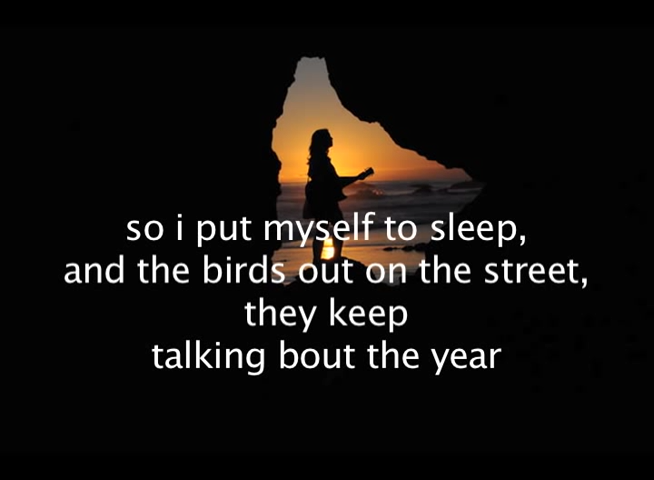 so i put myself to sleep,
and the birds out on the street,
they keep
talking bout the year